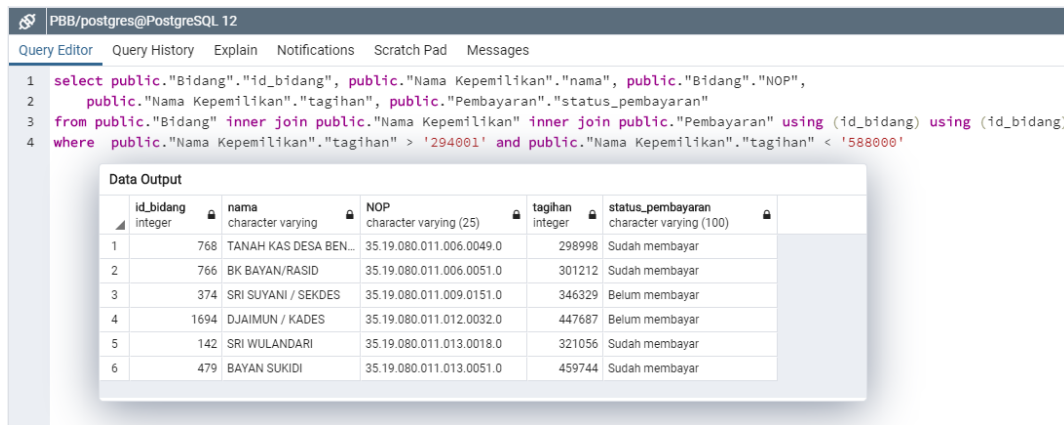 PBB/postgres@PostgreSQL 12
Query Editor Query History Explain Notifications Scratch Pad Messages
1 select public."Bidang"."id_bidang", public."Nama Kepemilikan"."nama", public."Bidang"."NOP",
2 public."Nama Kepemilikan"."tagihan", public."Pembayaran"."status_pembayaran"
3 from public."Bidang" inner join public."Nama Kepemilikan" inner join public."Pembayaran" using (id_bidang) using (id_bidang)
4 where public."Nama Kepemilikan"."tagihan" > '294001' and public."Nama Kepemilikan"."tagihan" < '588000'
Data Output
id_bidang nama NOP tagihan status_pembayaran
integer character varying character varying (25) integer character varying (100)
1 768 TANAH KAS DESA BEN... 35.19.080.011.006.0049.0 298998 Sudah membayar
2 766 BK BAYAN/RASID 35.19.080.011.006.0051.0 301212 Sudah membayar
3 374 SRI SUYANI / SEKDES 35.19.080.011.009.0151.0 346329 Belum membayar
4 1694 DJAIMUN / KADES 35.19.080.011.012.0032.0 447687 Belum membayar
5 142 SRI WULANDARI 35.19.080.011.013.0018.0 321056 Sudah membayar
6 479 BAYAN SUKIDI 35.19.080.011.013.0051.0 459744 Sudah membayar